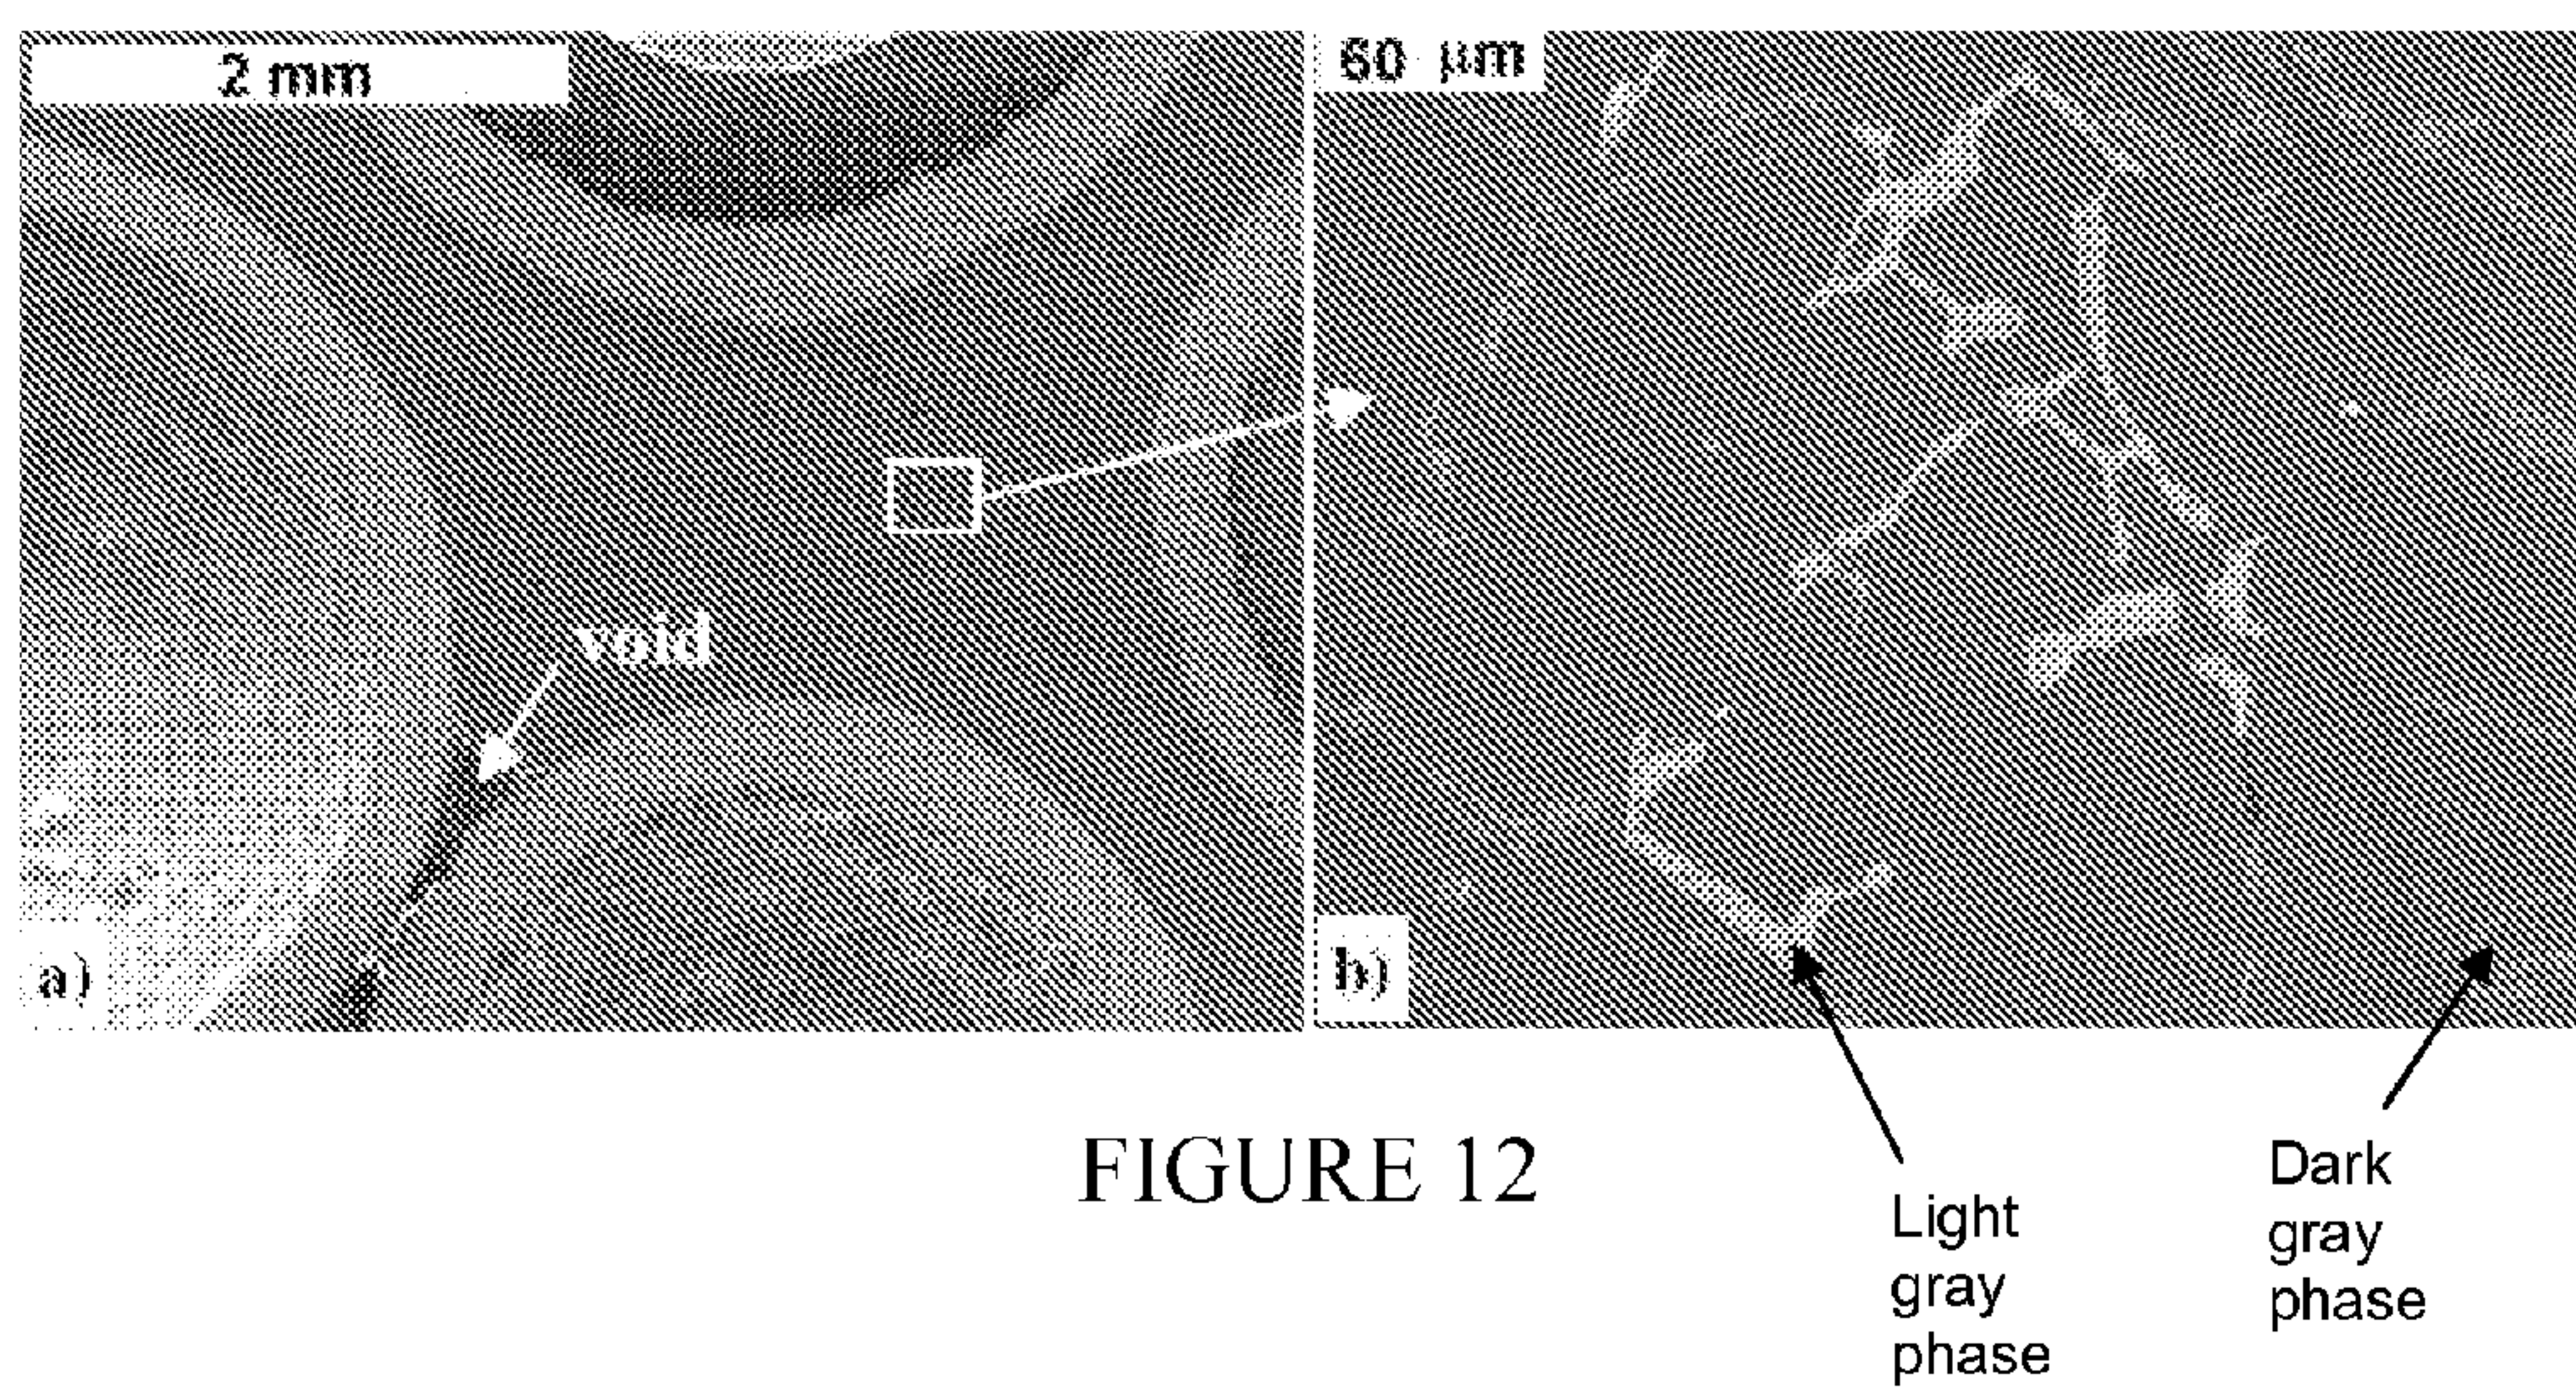 2 mm
60 μm
void
a)
b)
FIGURE 12
Light
gray
phase
Dark
gray
phase